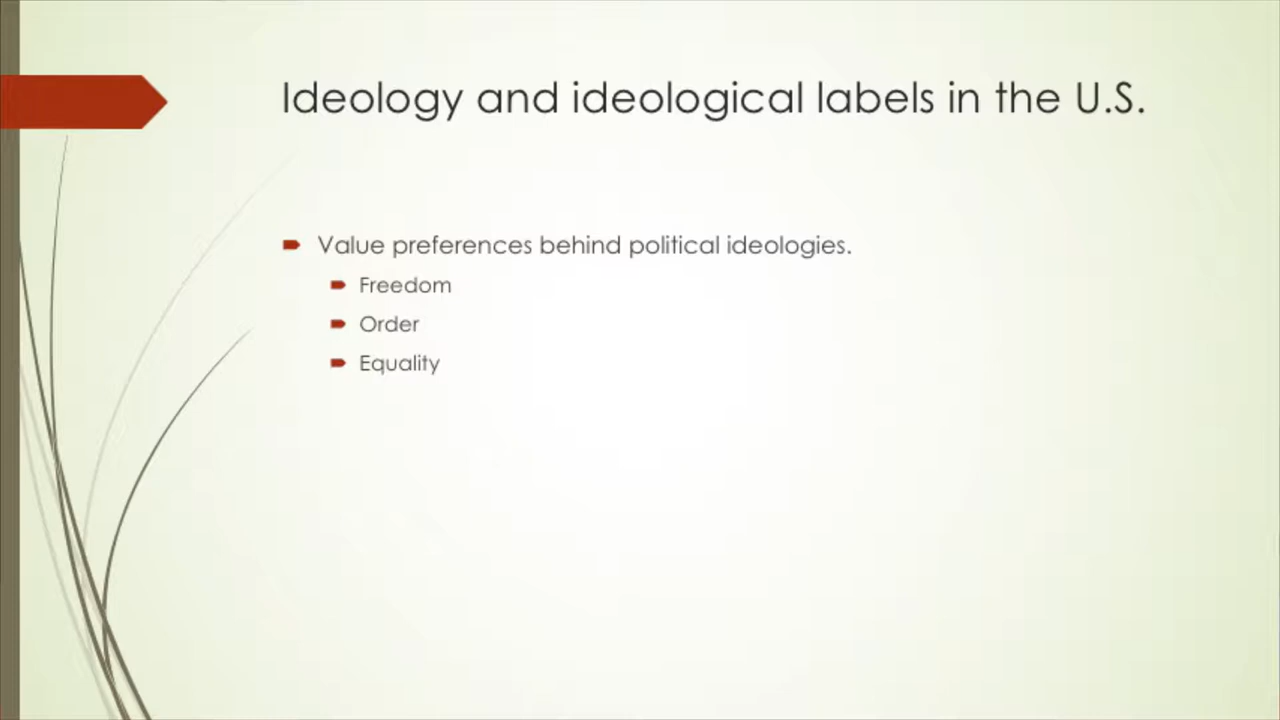 Ideology and ideological labels in the U.S.
Value preferences behind political ideologies.
Freedom
Order
Equality